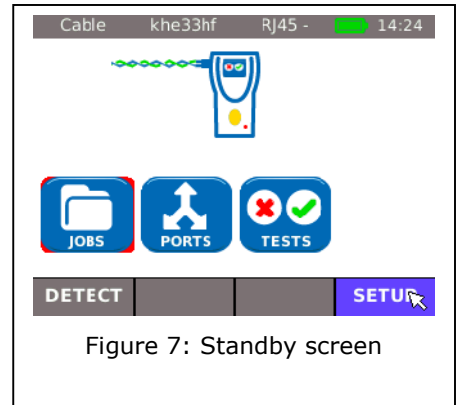 Cable khe33hf RJ45 - 14:24
JOBS PORTS TESTS
DETECT SETUP
Figure 7: Standby screen